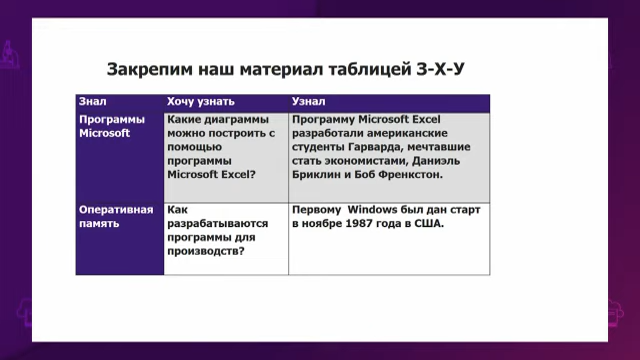 Закрепим наш материал таблицей З-Х-У
Знал
Хочу узнать
Узнал
Программы
Microsoft
Какие диаграммы
можно построить с
помощью
программы
Microsoft Excel?
Программу Microsoft Excel
разработали американские
студенты Гарварда, мечтавшие
стать экономистами, Даниэль
Бриклин и Боб Френкстон.
Оперативная
память
Как
разрабатываются
программы для
производств?
Первому Windows был дан старт
в ноябре 1987 года в США.